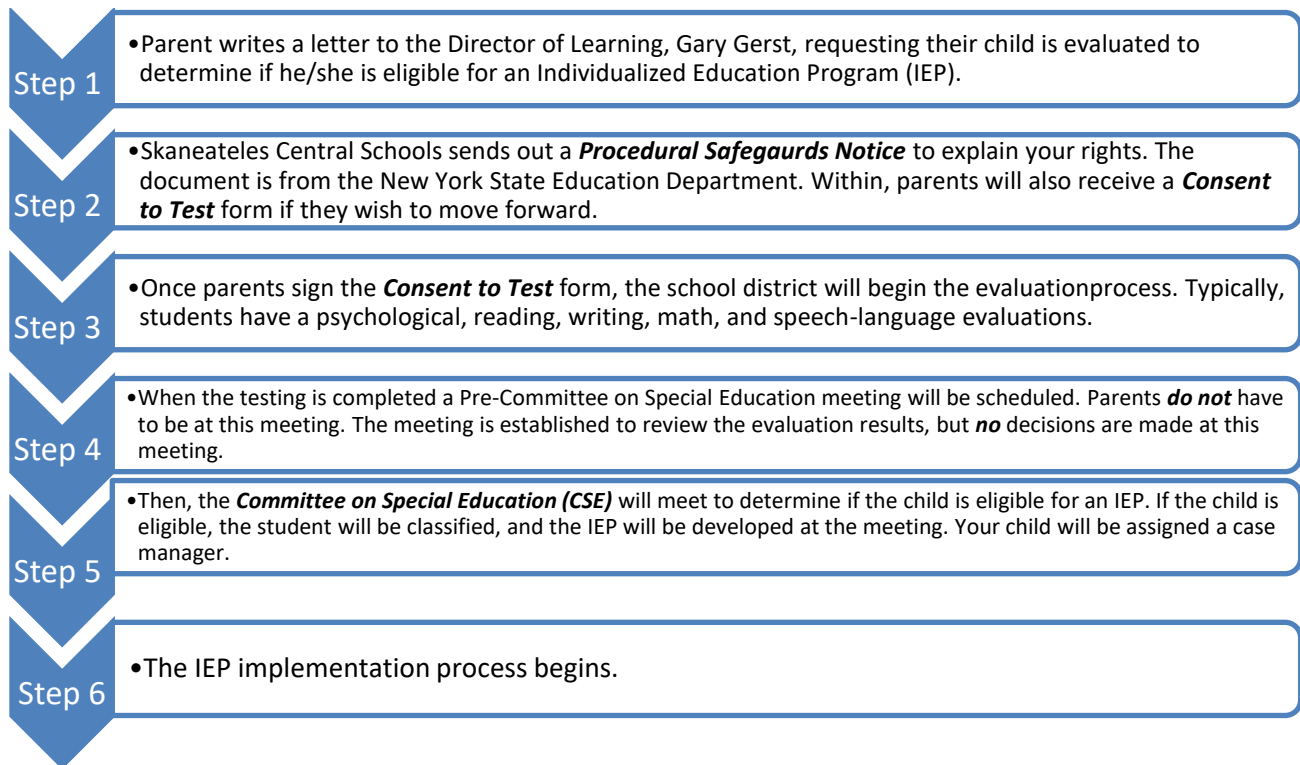 Step 1
•Parent writes a letter to the Director of Learning, Gary Gerst, requesting their child is evaluated to
determine if he/she is eligible for an Individualized Education Program (IEP).
Step 2
•Skaneateles Central Schools sends out a Procedural Safegaurds Notice to explain your rights. The
document is from the New York State Education Department. Within, parents will also receive a Consent
to Test form if they wish to move forward.
Step 3
•Once parents sign the Consent to Test form, the school district will begin the evaluationprocess. Typically,
students have a psychological, reading, writing, math, and speech-language evaluations.
Step 4
•When the testing is completed a Pre-Committee on Special Education meeting will be scheduled. Parents do not have
to be at this meeting. The meeting is established to review the evaluation results, but no decisions are made at this
meeting.
Step 5
•Then, the Committee on Special Education (CSE) will meet to determine if the child is eligible for an IEP. If the child is
eligible, the student will be classified, and the IEP will be developed at the meeting. Your child will be assigned a case
manager.
Step 6
•The IEP implementation process begins.